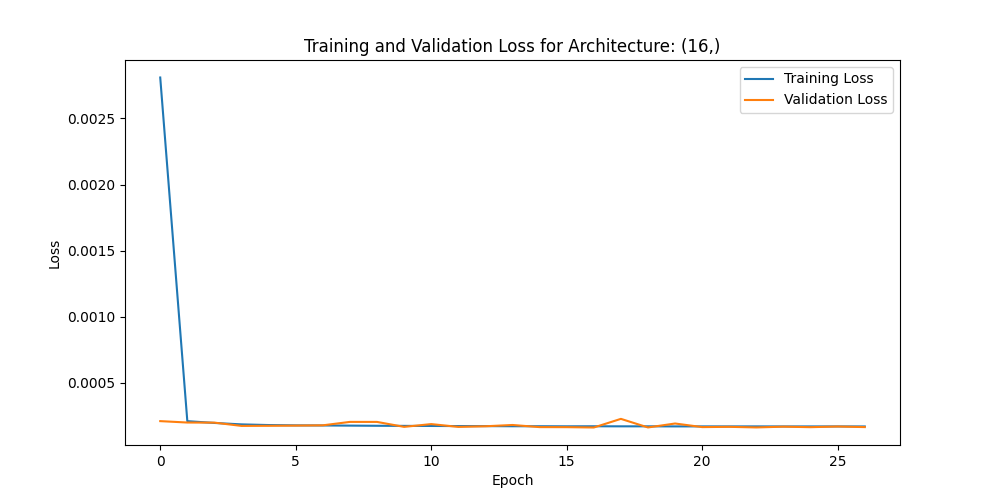 Training and Validation Loss for Architecture: (16,)
Training Loss
Validation Loss
0.0025
0.0020
0.0015
0.0010
0.0005
Loss
0 5 10 15 20 25
Epoch